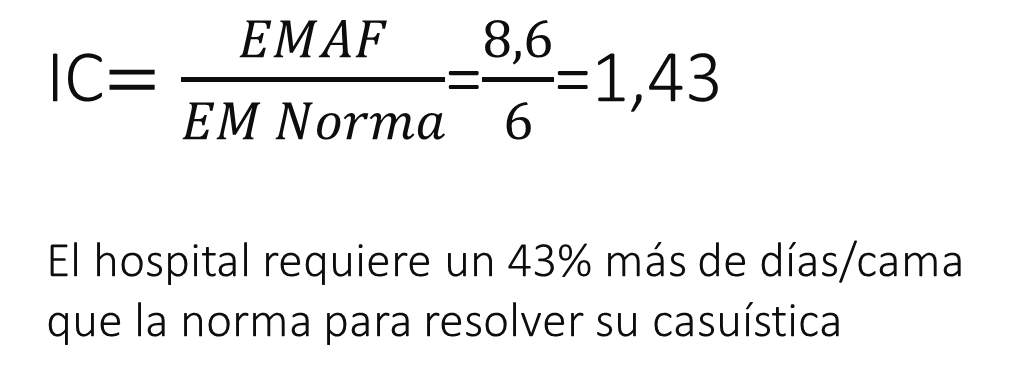 IC= EMAF / EM Norma = 8,6 / 6 = 1,43
El hospital requiere un 43% más de días/cama
que la norma para resolver su casuística